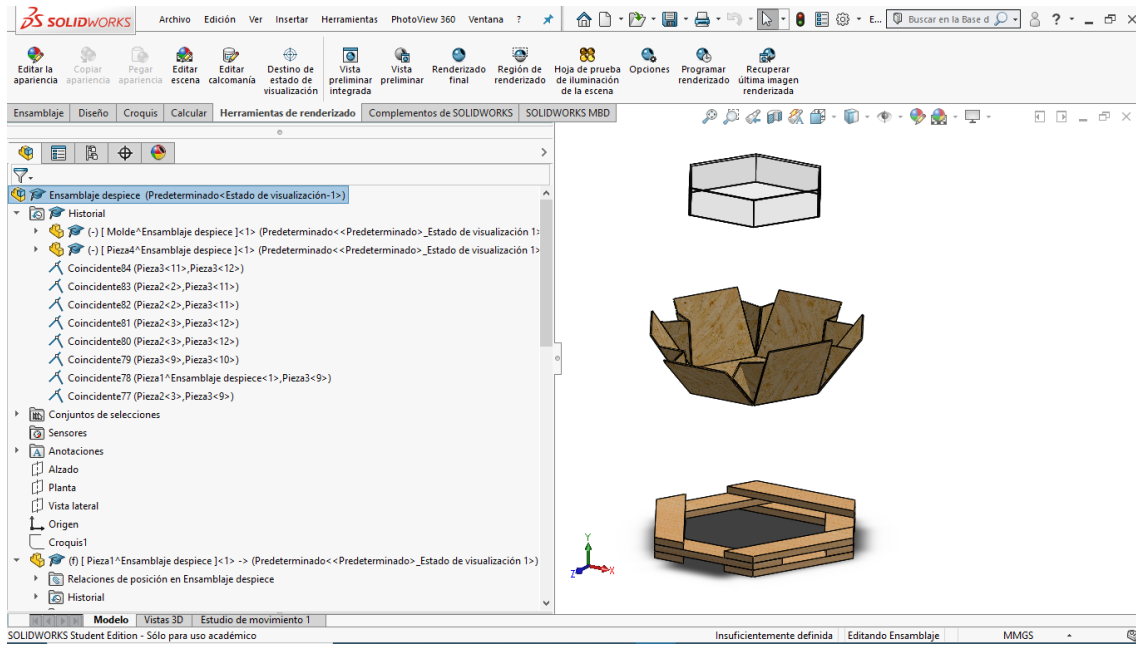 SOLIDWORKS Archivo Edición Ver Insertar Herramientas PhotoView 360 Ventana ? E... Buscar en la Base d ?
Editar la apariencia
Copiar apariencia
Pegar apariencia
Editar escena
Editar calcomanía
Destino de estado de visualización
Vista preliminar integrada
Vista preliminar
Renderizado final
Región de renderizado
Hoja de prueba de iluminación de la escena
Opciones
Programar renderizado
Recuperar última imagen renderizada
Ensamblaje Diseño Croquis Calcular Herramientas de renderizado Complementos de SOLIDWORKS SOLIDWORKS MBD
Ensamblaje despiece (Predeterminado<Estado de visualización-1>)
Historial
(-) [ Molde^Ensamblaje despiece ]<1> (Predeterminado<<Predeterminado>_Estado de visualización 1>
(-) [ Pieza4^Ensamblaje despiece ]<1> (Predeterminado<<Predeterminado>_Estado de visualización 1>
Coincidente84 (Pieza3<11>,Pieza3<12>)
Coincidente83 (Pieza2<2>,Pieza3<11>)
Coincidente82 (Pieza2<2>,Pieza3<11>)
Coincidente81 (Pieza2<3>,Pieza3<12>)
Coincidente80 (Pieza2<3>,Pieza3<12>)
Coincidente79 (Pieza3<9>,Pieza3<10>)
Coincidente78 (Pieza1^Ensamblaje despiece<1>,Pieza3<9>)
Coincidente77 (Pieza2<3>,Pieza3<9>)
Conjuntos de selecciones
Sensores
Anotaciones
Alzado
Planta
Vista lateral
Origen
Croquis1
(f) [ Pieza1^Ensamblaje despiece ]<1> -> (Predeterminado<<Predeterminado>_Estado de visualización 1>)
Relaciones de posición en Ensamblaje despiece
Historial
Y
Z X
Modelo Vistas 3D Estudio de movimiento 1
SOLIDWORKS Student Edition - Sólo para uso académico Insuficientemente definida Editando Ensamblaje MMGS